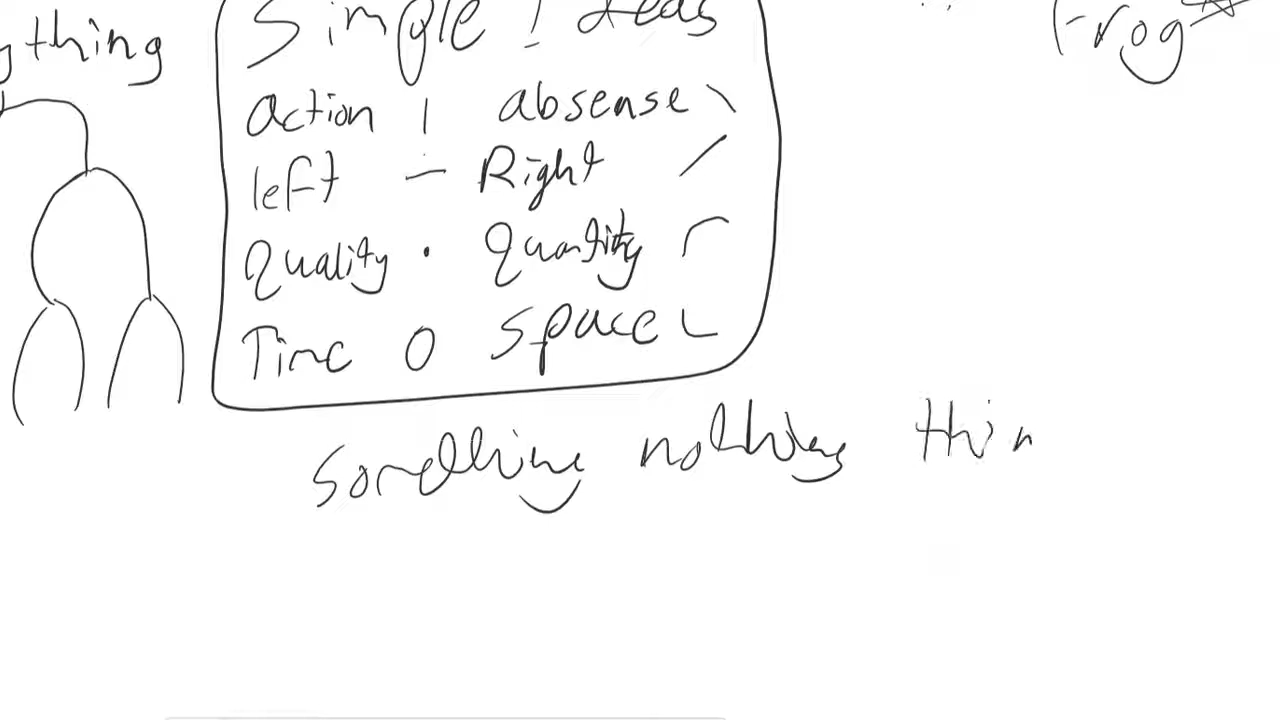 ything
Simple Ideas
Frog
action | absense \
left – Right /
Quality · quantity
Time O space
something nothing thin